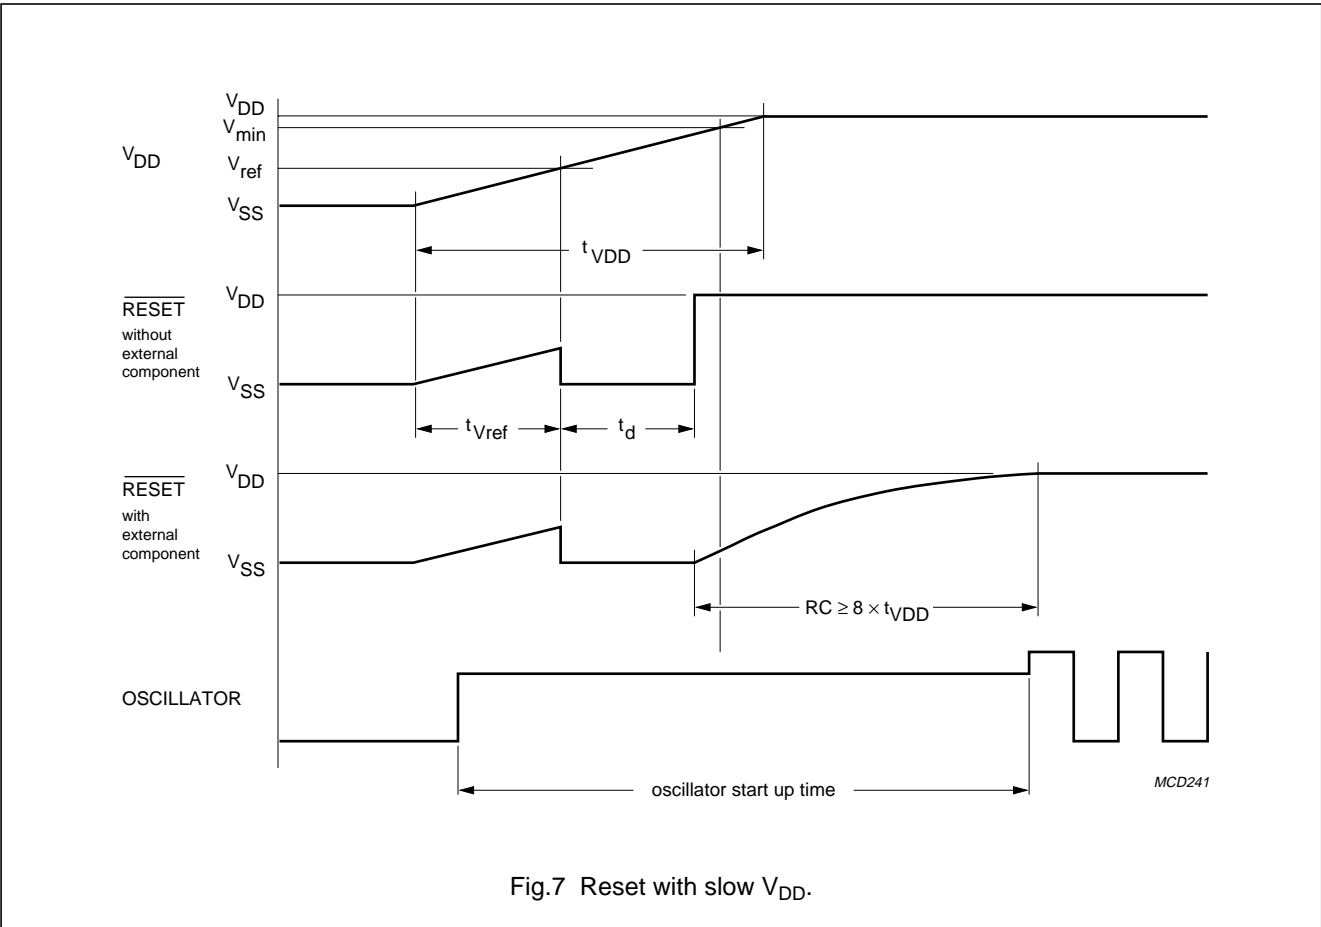 VDD
Vmin
VDD
Vref
VSS
tVDD
RESET
VDD
without
external
component
VSS
tVref
td
RESET
VDD
with
external
component
VSS
RC ≥ 8 × tVDD
OSCILLATOR
oscillator start up time
MCD241
Fig.7 Reset with slow VDD.